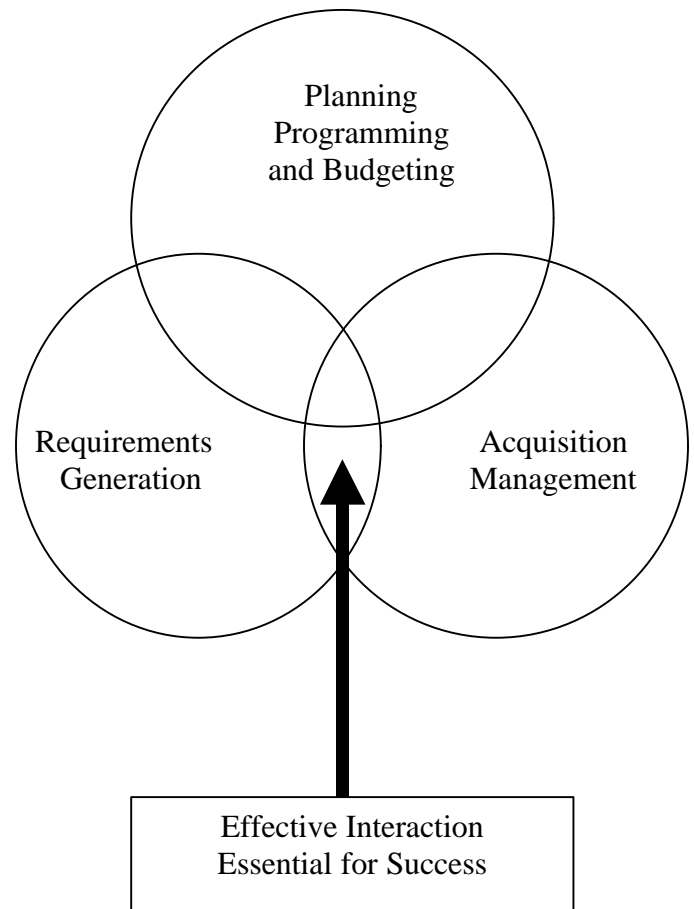 Planning
Programming
and Budgeting
Requirements
Generation
Acquisition
Management
Effective Interaction
Essential for Success